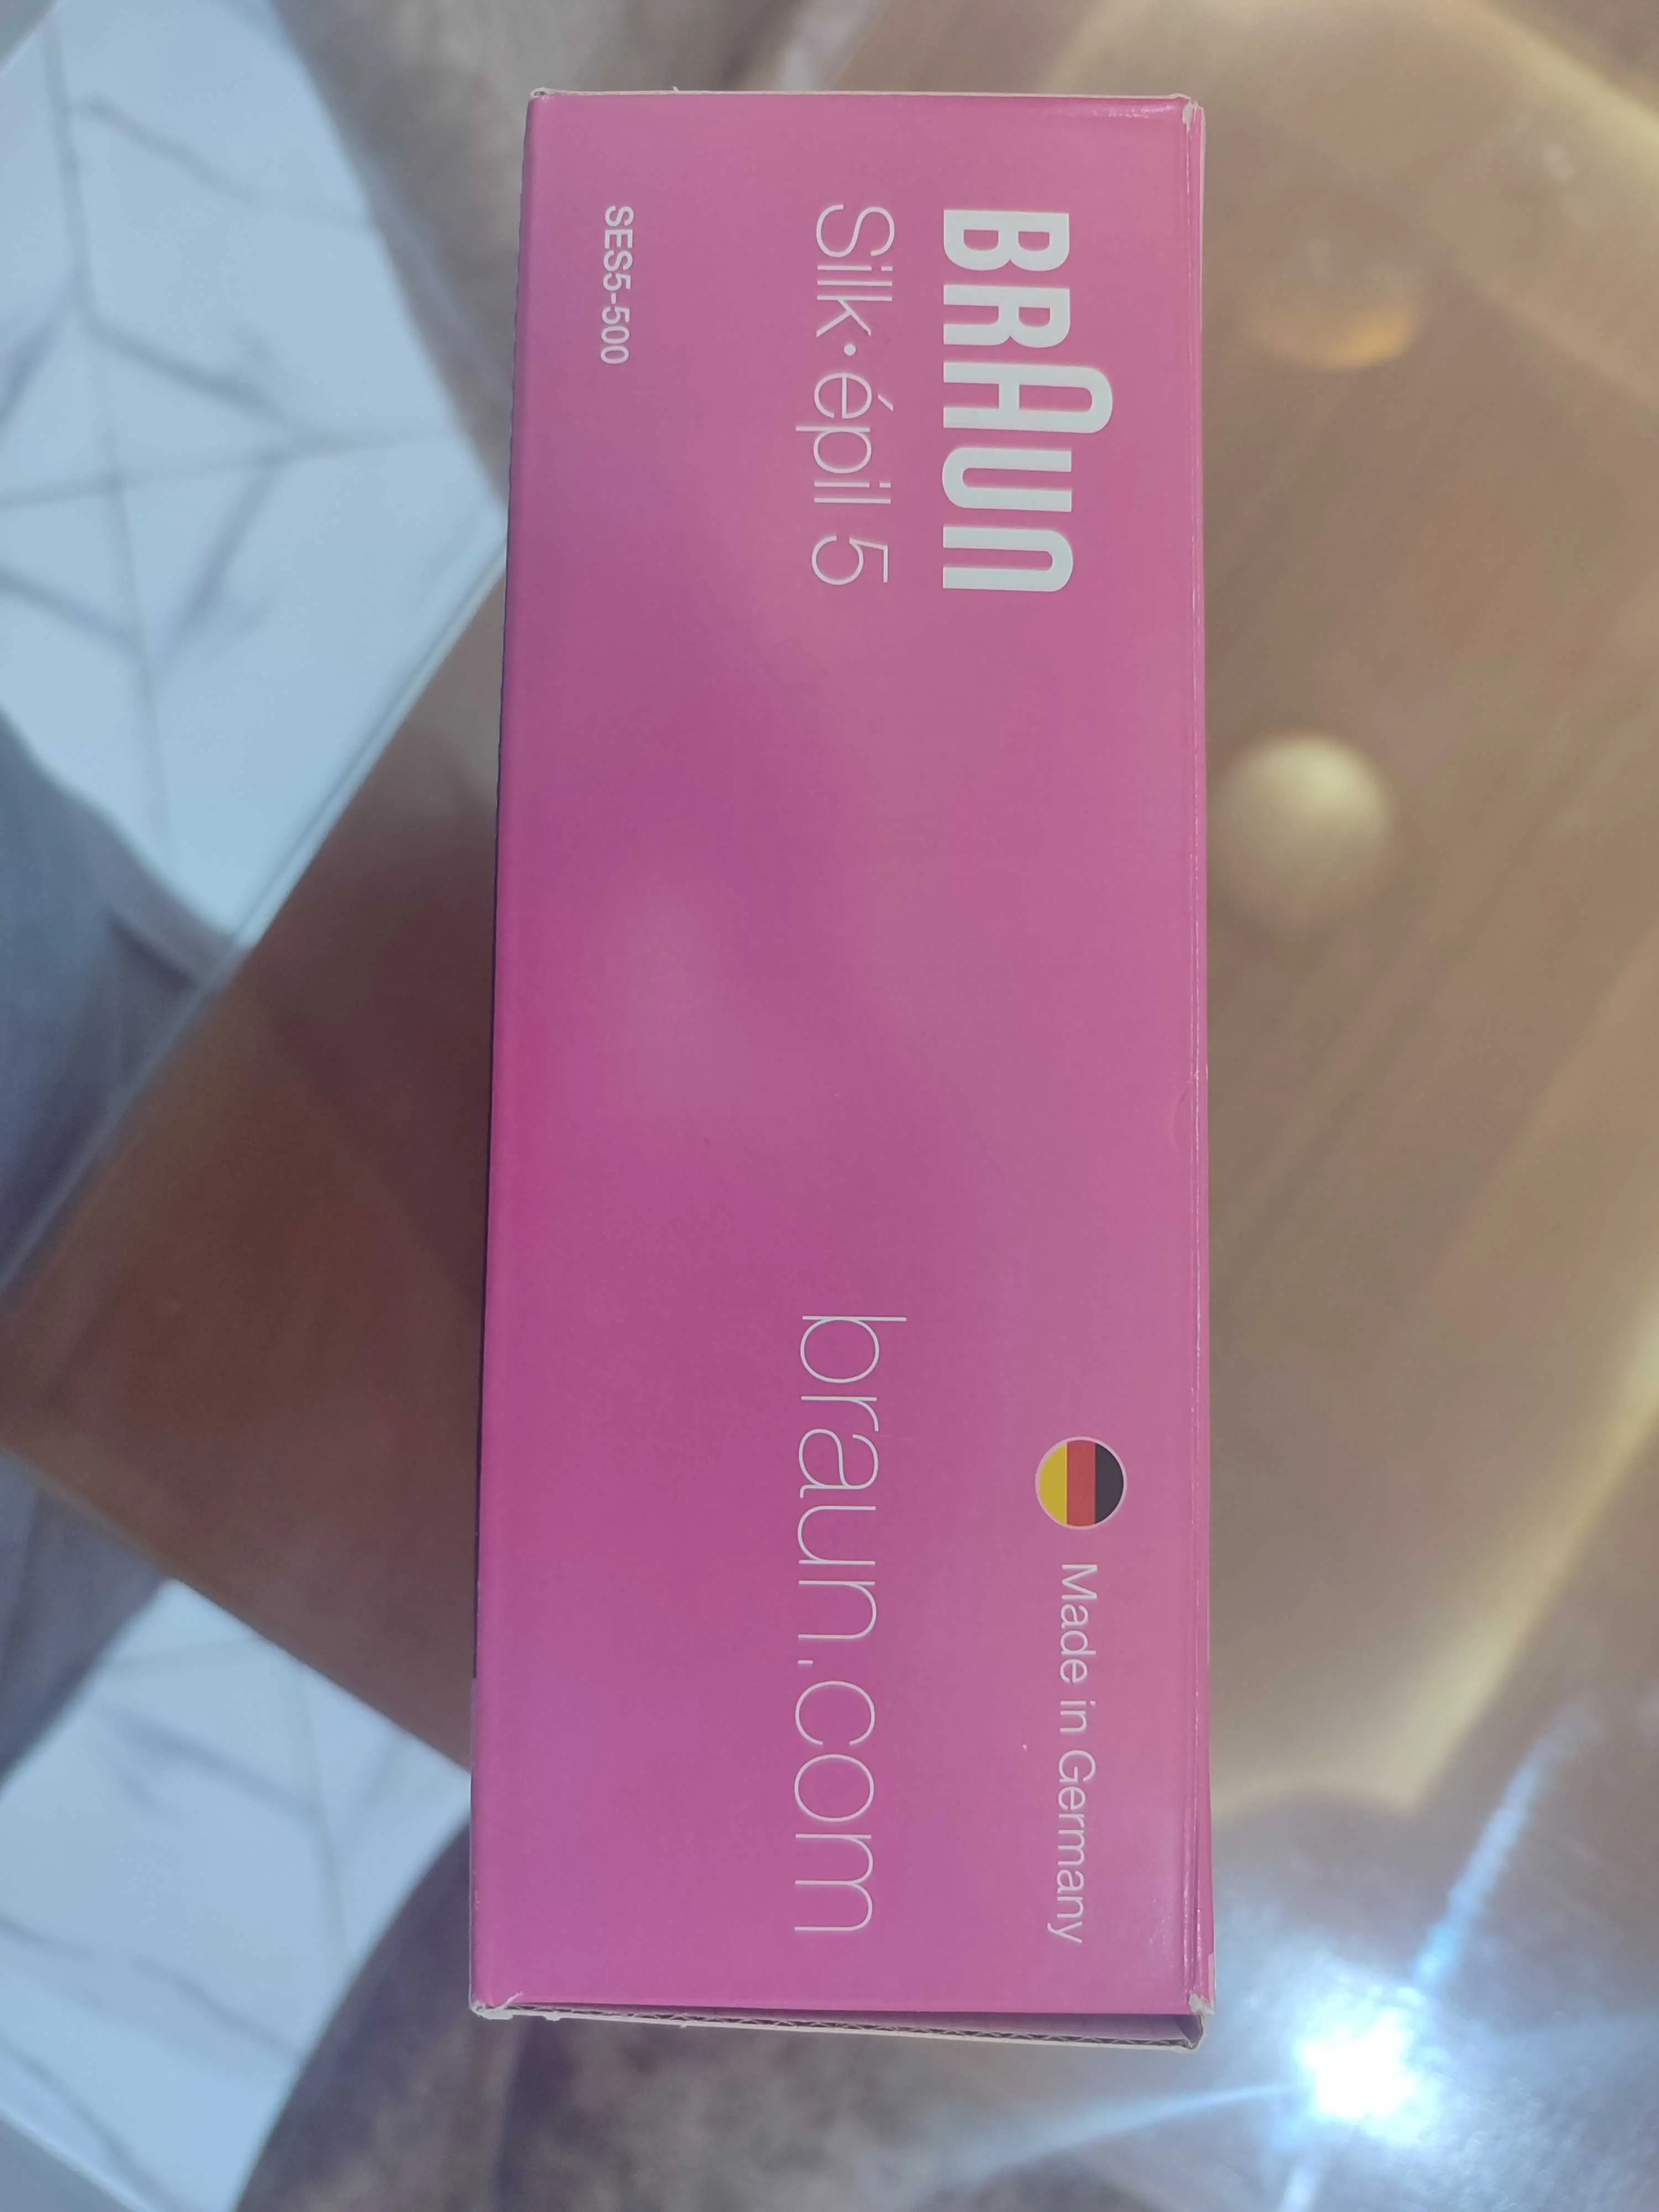 BRAUN
Silk·épil 5
SES5-500
Made in Germany
braun.com